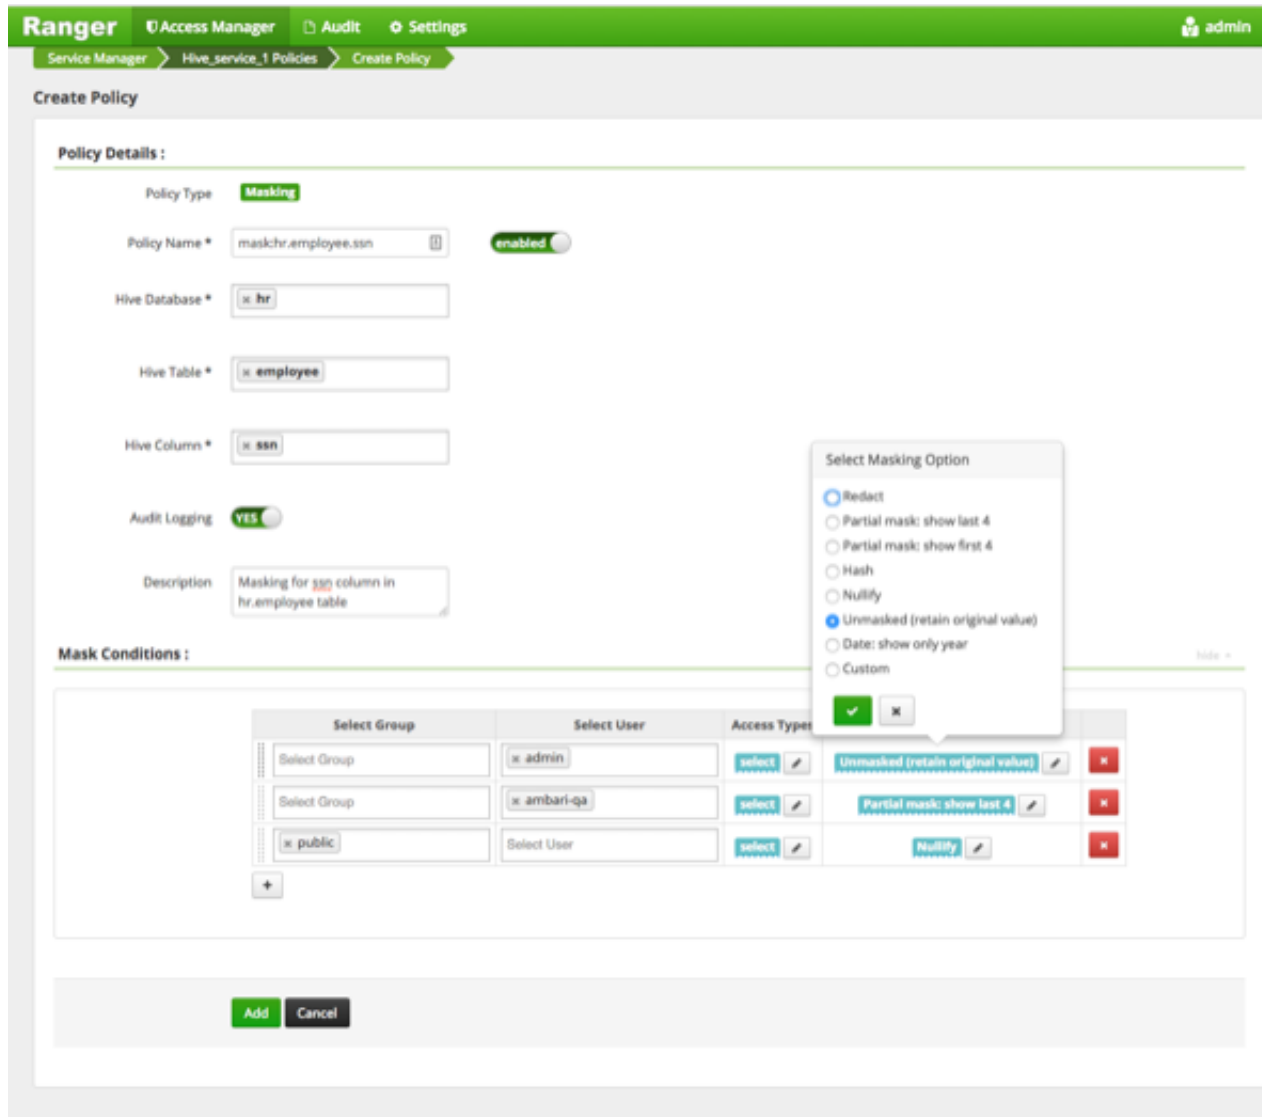 Ranger Access Manager Audit Settings admin
Service Manager Hive_service_1 Policies Create Policy
Create Policy
Policy Details :
Policy Type Masking
Policy Name * mask:hr.employee.ssn enabled
Hive Database * × hr
Hive Table * × employee
Hive Column * × ssn
Select Masking Option
Redact
Audit Logging YES
Partial mask: show last 4
Partial mask: show first 4
Hash
Description Masking for ssn column in
hr.employee table
Nullify
Unmasked (retain original value)
Date: show only year
Custom
Mask Conditions : hide
Select Group Select User Access Types
Select Group × admin select Unmasked (retain original value)
Select Group × ambari-qa select Partial mask: show last 4
× public Select User select Nullify
+
Add Cancel